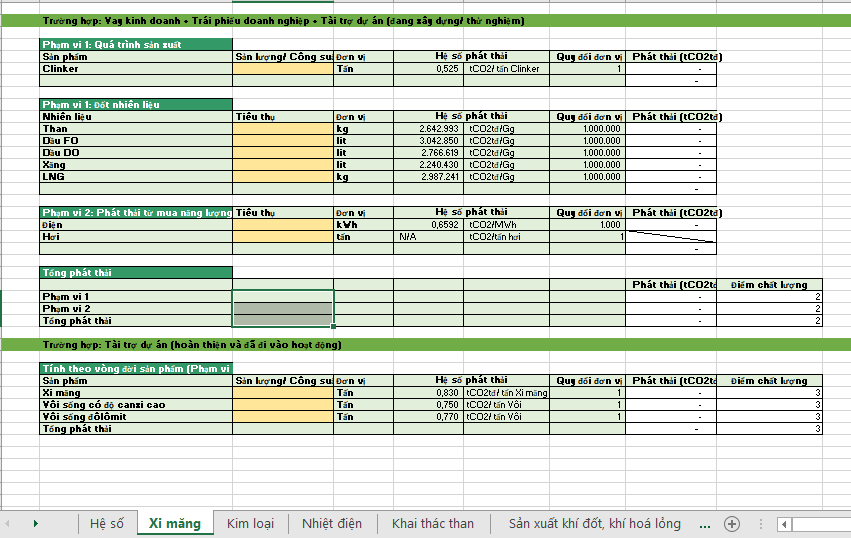 Trường hợp: Vay kinh doanh + Trái phiếu doanh nghiệp + Tài trợ dự án (đang xây dựng/ thử nghiệm)
Phạm vi 1: Quá trình sản xuất
Sản phẩm Sản lượng/ Công suấ Đơn vị Hệ số phát thải Quy đổi đơn vị Phát thải (tCO2tđ)
Clinker Tấn 0,525 tCO2/ tấn Clinker 1 -
-
Phạm vi 1: Đốt nhiên liệu
Nhiên liệu Tiêu thụ Đơn vị Hệ số phát thải Quy đổi đơn vị Phát thải (tCO2tđ)
Than kg 2.642.993 tCO2tđ/Gg 1.000.000 -
Dầu FO lít 3.042.850 tCO2tđ/Gg 1.000.000 -
Dầu DO lít 2.766.619 tCO2tđ/Gg 1.000.000 -
Xăng lít 2.240.430 tCO2tđ/Gg 1.000.000 -
LNG kg 2.987.241 tCO2tđ/Gg 1.000.000 -
-
Phạm vi 2: Phát thải từ mua năng lượng Tiêu thụ Đơn vị Hệ số phát thải Quy đổi đơn vị Phát thải (tCO2tđ)
Điện kWh 0,6592 tCO2/MWh 1.000 -
Hơi tấn N/A tCO2/tấn hơi 1
-
Tổng phát thải
Phát thải (tCO2tđ Điểm chất lượng
Phạm vi 1 - 2
Phạm vi 2 - 2
Tổng phát thải - 2
Trường hợp: Tài trợ dự án (hoàn thiện và đã đi vào hoạt động)
Tính theo vòng đời sản phẩm (Phạm vi
Sản phẩm Sản lượng/ Công suấ Đơn vị Hệ số phát thải Quy đổi đơn vị Phát thải (tCO2tđ Điểm chất lượng
Xi măng Tấn 0,830 tCO2tđ/ tấn Xi măng 1 - 3
Vôi sống có độ canxi cao Tấn 0,750 tCO2/ tấn Vôi 1 - 3
Vôi sống đôlômit Tấn 0,770 tCO2/ tấn Vôi 1 - 3
Tổng phát thải - 3
Hệ số Xi măng Kim loại Nhiệt điện Khai thác than Sản xuất khí đốt, khí hoá lỏng ...